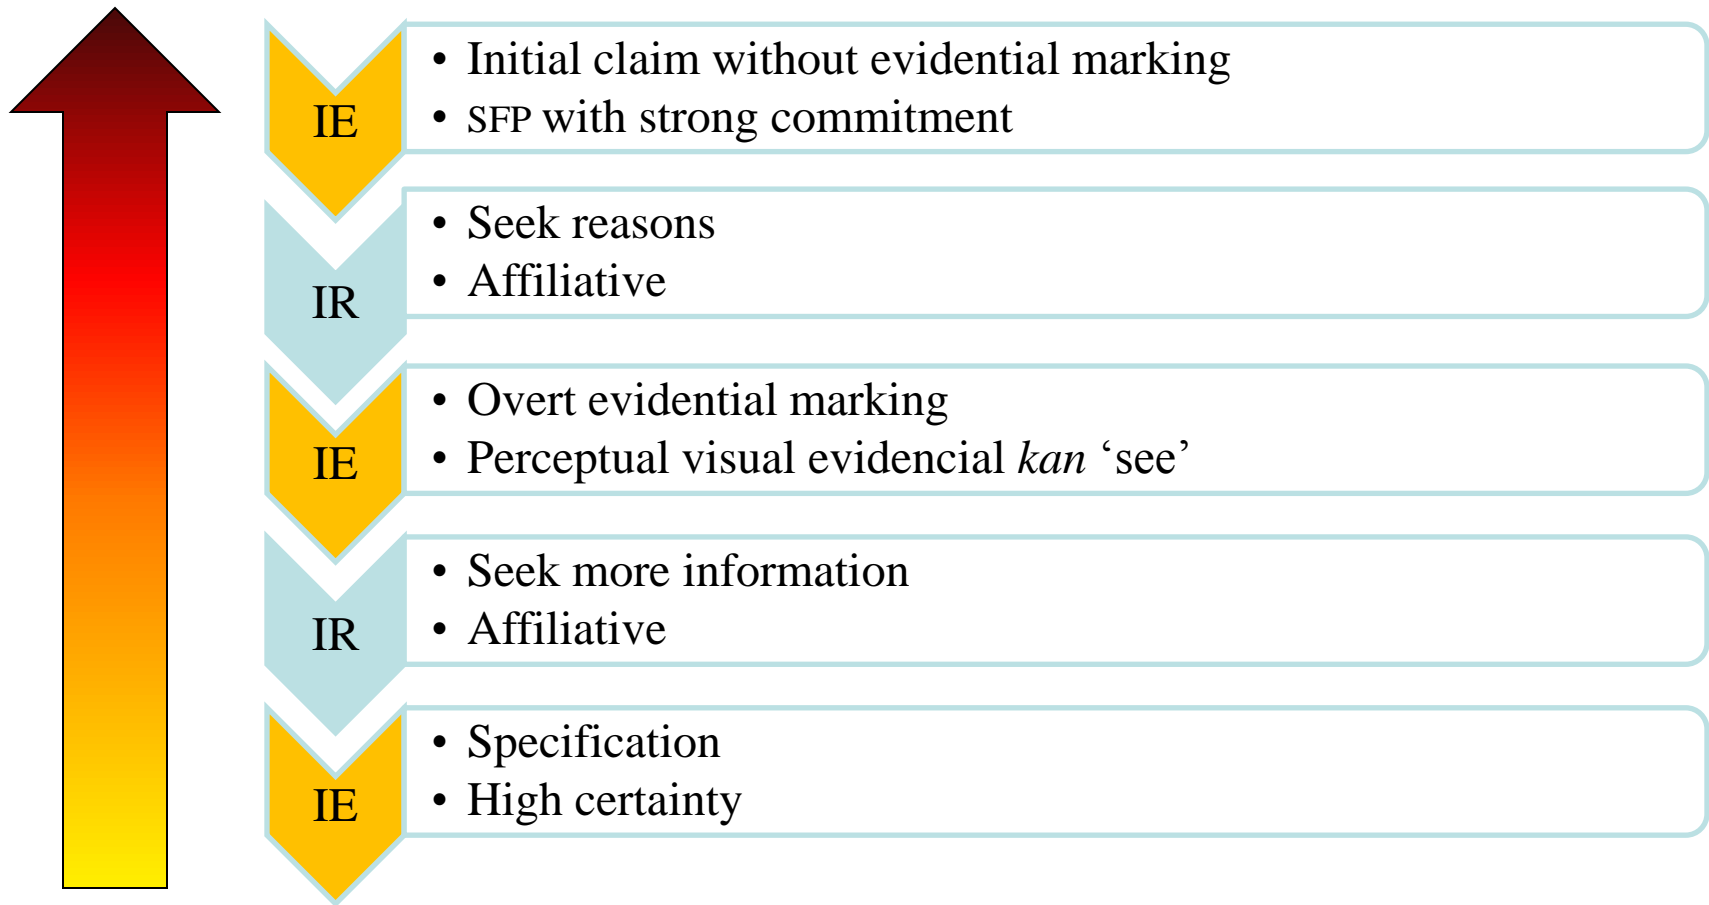 IE
• Initial claim without evidential marking
• SFP with strong commitment
IR
• Seek reasons
• Affiliative
IE
• Overt evidential marking
• Perceptual visual evidencial kan ‘see’
IR
• Seek more information
• Affiliative
IE
• Specification
• High certainty